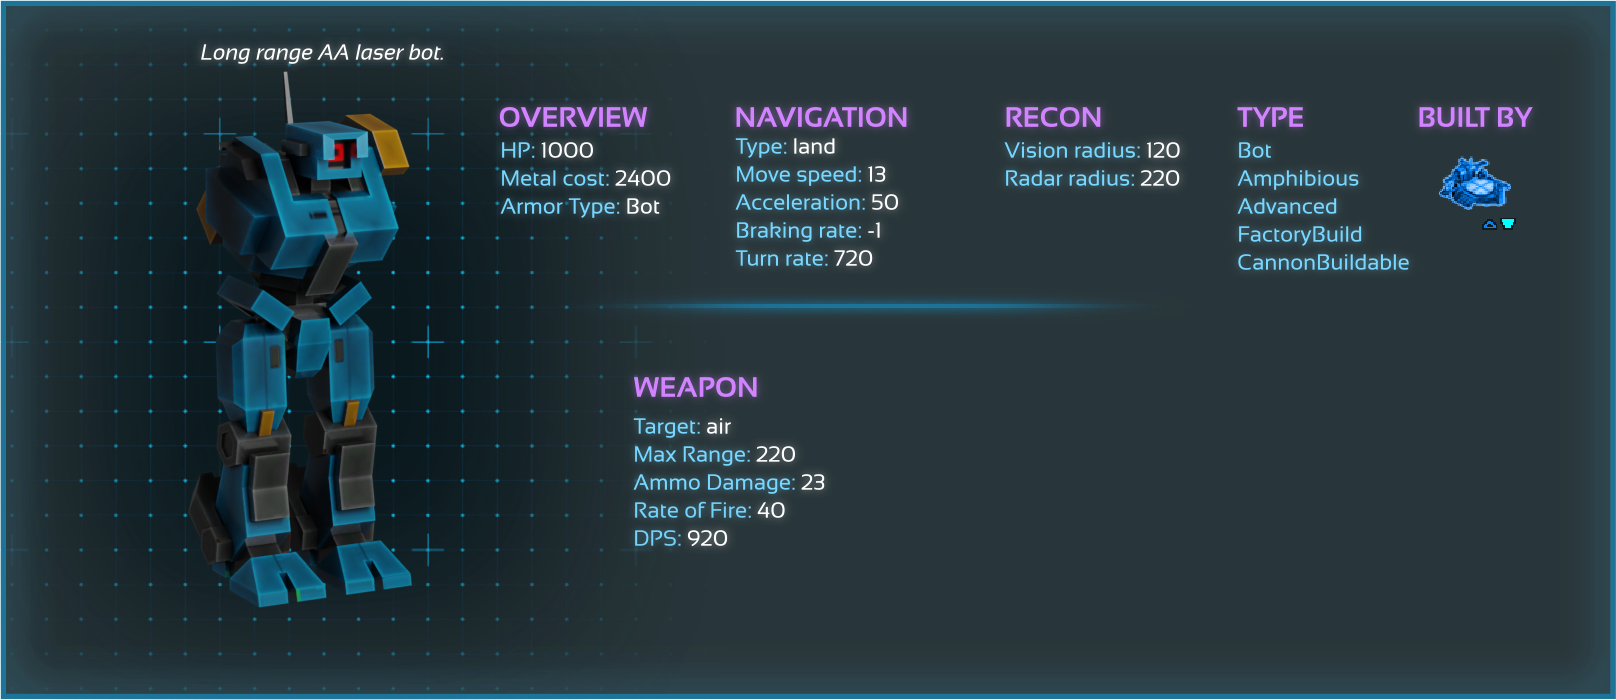 Long range AA laser bot.
OVERVIEW
HP: 1000
Metal cost: 2400
Armor Type: Bot
NAVIGATION
Type: land
Move speed: 13
Acceleration: 50
Braking rate: -1
Turn rate: 720
RECON
Vision radius: 120
Radar radius: 220
TYPE
Bot
Amphibious
Advanced
FactoryBuild
CannonBuildable
BUILT BY
WEAPON
Target: air
Max Range: 220
Ammo Damage: 23
Rate of Fire: 40
DPS: 920